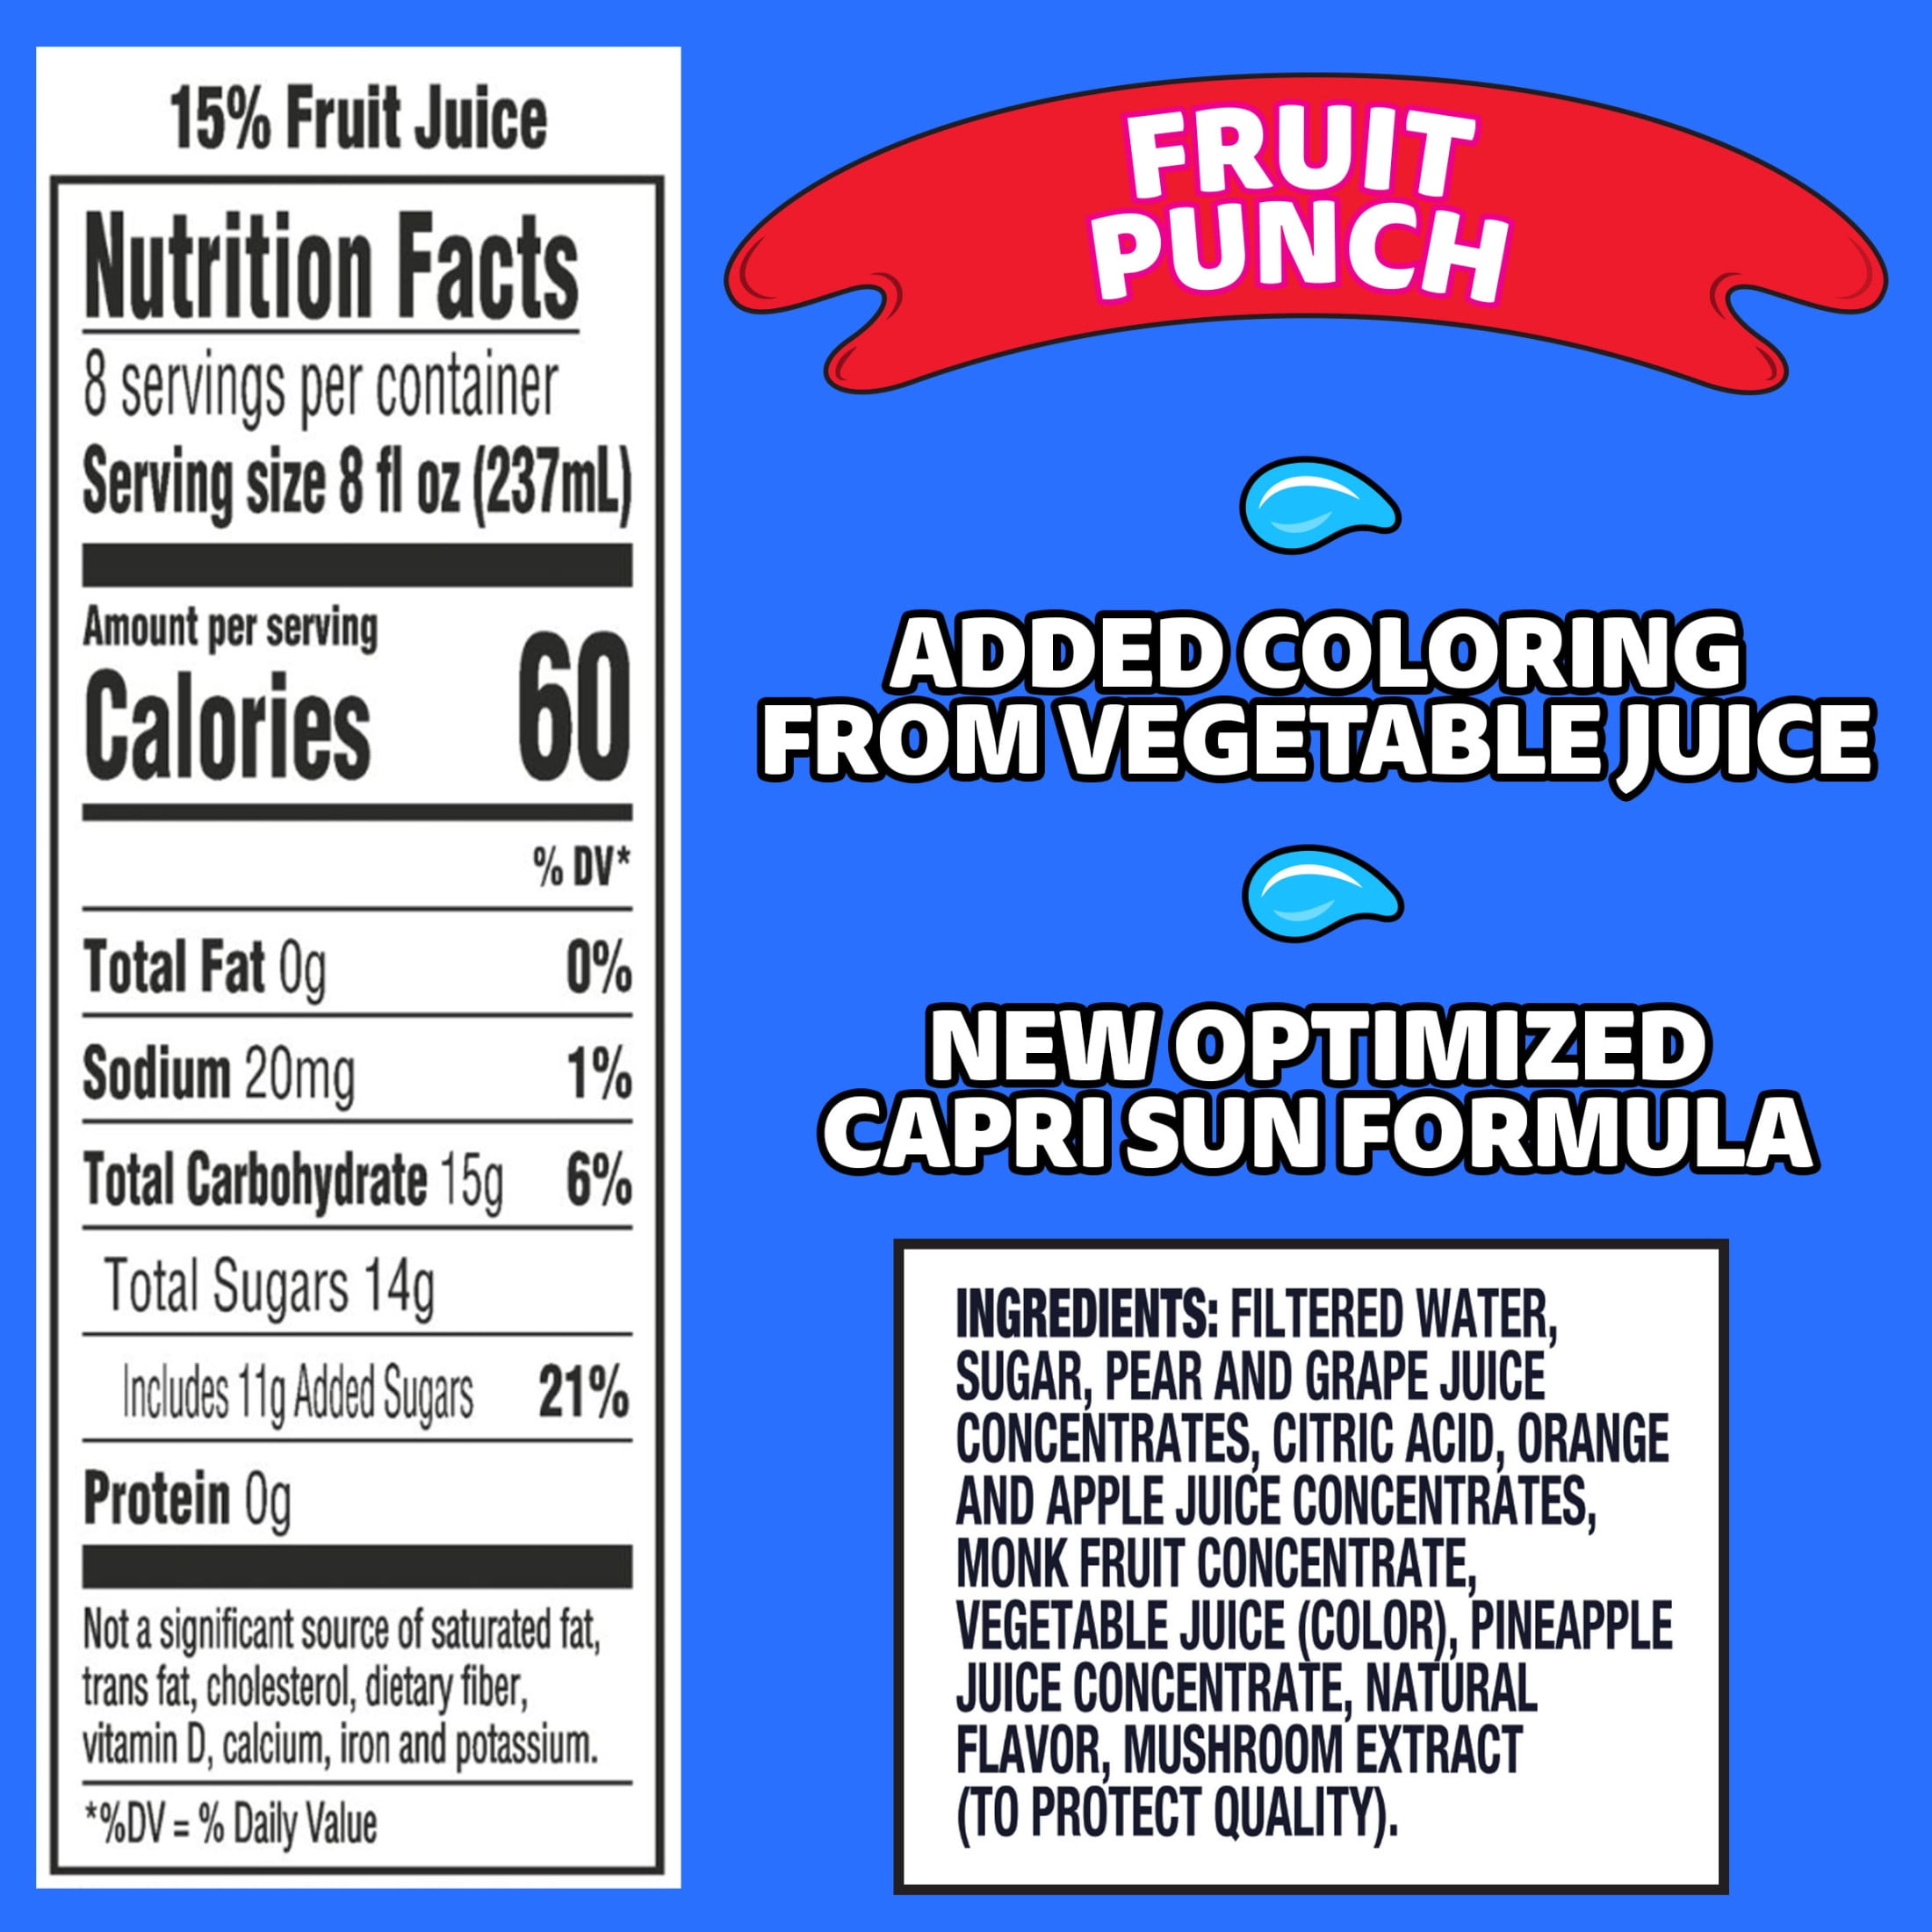 15% Fruit Juice
Nutrition Facts
8 servings per container
Serving size 8 fl oz (237mL)
Amount per serving
Calories 60
% DV*
Total Fat 0g 0%
Sodium 20mg 1%
Total Carbohydrate 15g 6%
Total Sugars 14g
Includes 11g Added Sugars 21%
Protein 0g
Not a significant source of saturated fat,
trans fat, cholesterol, dietary fiber,
vitamin D, calcium, iron and potassium.
*%DV = % Daily Value
FRUIT
PUNCH
ADDED COLORING
FROM VEGETABLE JUICE
NEW OPTIMIZED
CAPRI SUN FORMULA
INGREDIENTS: FILTERED WATER,
SUGAR, PEAR AND GRAPE JUICE
CONCENTRATES, CITRIC ACID, ORANGE
AND APPLE JUICE CONCENTRATES,
MONK FRUIT CONCENTRATE,
VEGETABLE JUICE (COLOR), PINEAPPLE
JUICE CONCENTRATE, NATURAL
FLAVOR, MUSHROOM EXTRACT
(TO PROTECT QUALITY).